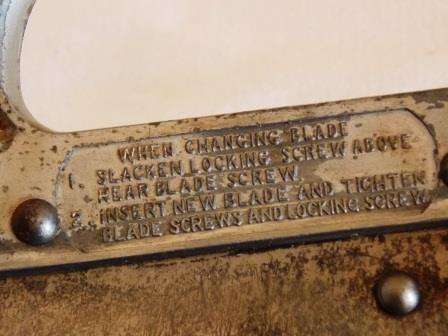 WHEN CHANGING BLADE
1. SLACKEN LOCKING SCREW ABOVE
REAR BLADE SCREW
2. INSERT NEW BLADE AND TIGHTEN
BLADE SCREWS AND LOCKING SCREW.